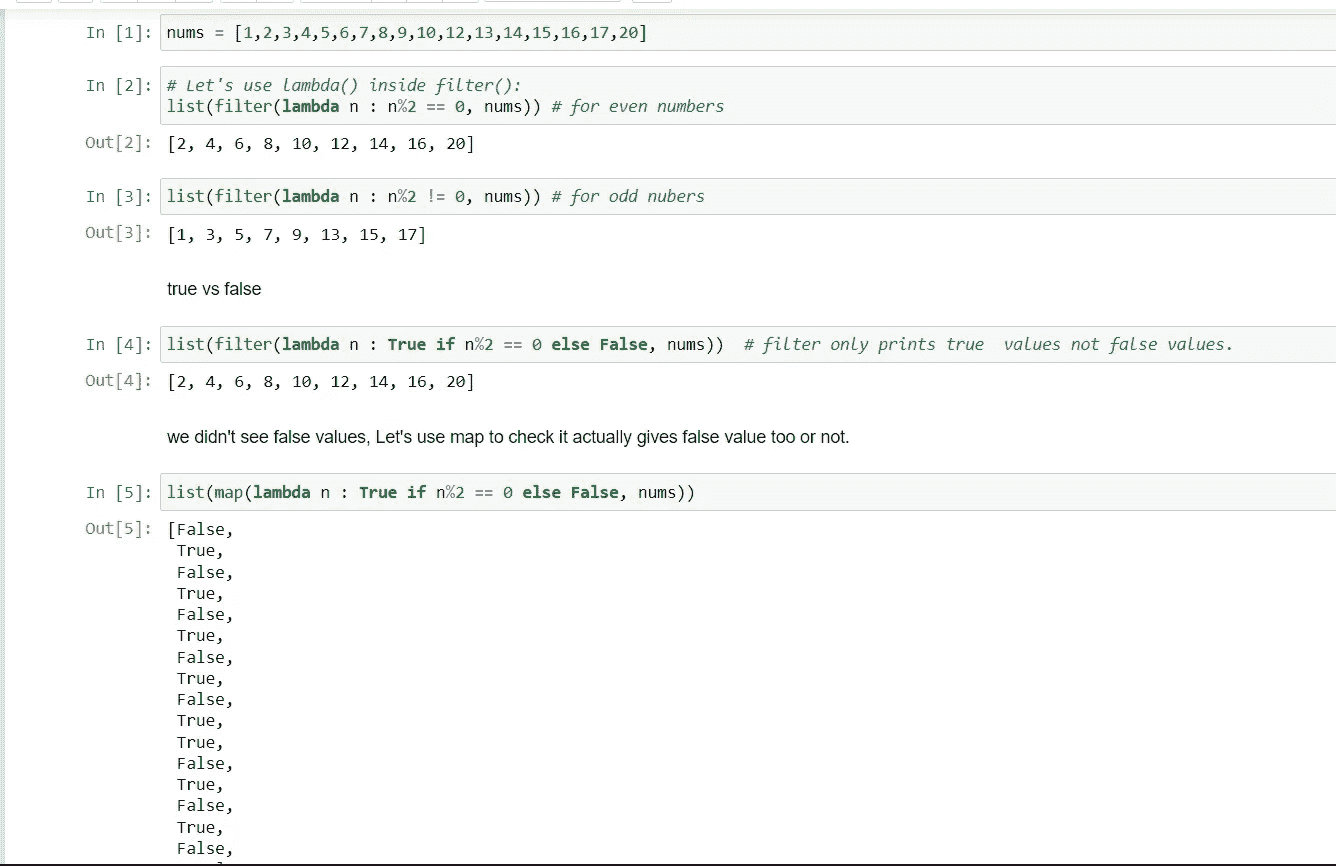 In [1]: nums = [1,2,3,4,5,6,7,8,9,10,12,13,14,15,16,17,20]
In [2]: # Let's use lambda() inside filter():
list(filter(lambda n : n%2 == 0, nums)) # for even numbers
Out[2]: [2, 4, 6, 8, 10, 12, 14, 16, 20]
In [3]: list(filter(lambda n : n%2 != 0, nums)) # for odd nubers
Out[3]: [1, 3, 5, 7, 9, 13, 15, 17]
true vs false
In [4]: list(filter(lambda n : True if n%2 == 0 else False, nums))  # filter only prints true  values not false values.
Out[4]: [2, 4, 6, 8, 10, 12, 14, 16, 20]
we didn't see false values, Let's use map to check it actually gives false value too or not.
In [5]: list(map(lambda n : True if n%2 == 0 else False, nums))
Out[5]: [False,
True,
False,
True,
False,
True,
False,
True,
False,
True,
True,
False,
True,
False,
True,
False,